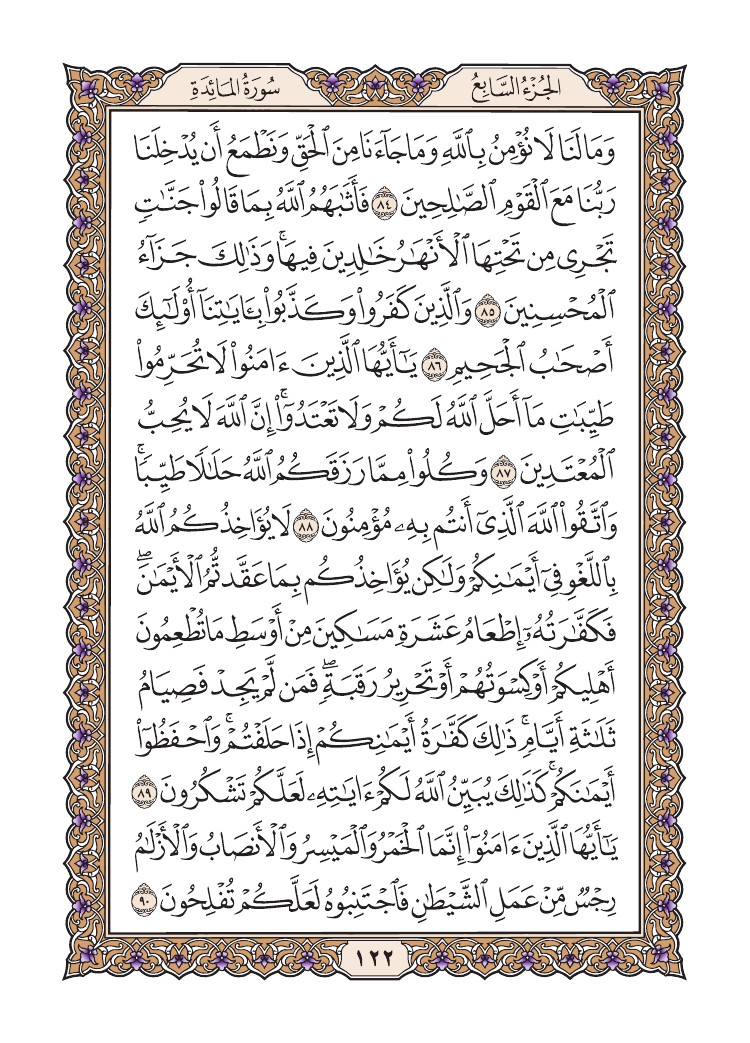 الجُزْءُ السَّابِعُ
سُورَةُ المَائِدَةِ
وَمَا لَنَا لَا نُؤْمِنُ بِٱللَّهِ وَمَا جَآءَنَا مِنَ ٱلْحَقِّ وَنَطْمَعُ أَن يُدْخِلَنَا
رَبُّنَا مَعَ ٱلْقَوْمِ ٱلصَّٰلِحِينَ ٨٤ فَأَثَٰبَهُمُ ٱللَّهُ بِمَا قَالُوا۟ جَنَّٰتٍ
تَجْرِى مِن تَحْتِهَا ٱلْأَنْهَٰرُ خَٰلِدِينَ فِيهَا ۚ وَذَٰلِكَ جَزَآءُ
ٱلْمُحْسِنِينَ ٨٥ وَٱلَّذِينَ كَفَرُوا۟ وَكَذَّبُوا۟ بِـَٔايَٰتِنَآ أُو۟لَٰٓئِكَ
أَصْحَٰبُ ٱلْجَحِيمِ ٨٦ يَٰٓأَيُّهَا ٱلَّذِينَ ءَامَنُوا۟ لَا تُحَرِّمُوا۟
طَيِّبَٰتِ مَآ أَحَلَّ ٱللَّهُ لَكُمْ وَلَا تَعْتَدُوٓا۟ ۚ إِنَّ ٱللَّهَ لَا يُحِبُّ
ٱلْمُعْتَدِينَ ٨٧ وَكُلُوا۟ مِمَّا رَزَقَكُمُ ٱللَّهُ حَلَٰلًا طَيِّبًا ۚ
وَٱتَّقُوا۟ ٱللَّهَ ٱلَّذِىٓ أَنتُم بِهِۦ مُؤْمِنُونَ ٨٨ لَا يُؤَاخِذُكُمُ ٱللَّهُ
بِٱللَّغْوِ فِىٓ أَيْمَٰنِكُمْ وَلَٰكِن يُؤَاخِذُكُم بِمَا عَقَّدتُّمُ ٱلْأَيْمَٰنَ ۖ
فَكَفَّٰرَتُهُۥٓ إِطْعَامُ عَشَرَةِ مَسَٰكِينَ مِنْ أَوْسَطِ مَا تُطْعِمُونَ
أَهْلِيكُمْ أَوْ كِسْوَتُهُمْ أَوْ تَحْرِيرُ رَقَبَةٍ ۖ فَمَن لَّمْ يَجِدْ فَصِيَامُ
ثَلَٰثَةِ أَيَّامٍ ۚ ذَٰلِكَ كَفَّٰرَةُ أَيْمَٰنِكُمْ إِذَا حَلَفْتُمْ ۚ وَٱحْفَظُوٓا۟
أَيْمَٰنَكُمْ ۚ كَذَٰلِكَ يُبَيِّنُ ٱللَّهُ لَكُمْ ءَايَٰتِهِۦ لَعَلَّكُمْ تَشْكُرُونَ ٨٩
يَٰٓأَيُّهَا ٱلَّذِينَ ءَامَنُوٓا۟ إِنَّمَا ٱلْخَمْرُ وَٱلْمَيْسِرُ وَٱلْأَنصَابُ وَٱلْأَزْلَٰمُ
رِجْسٌ مِّنْ عَمَلِ ٱلشَّيْطَٰنِ فَٱجْتَنِبُوهُ لَعَلَّكُمْ تُفْلِحُونَ ٩٠
١٢٢